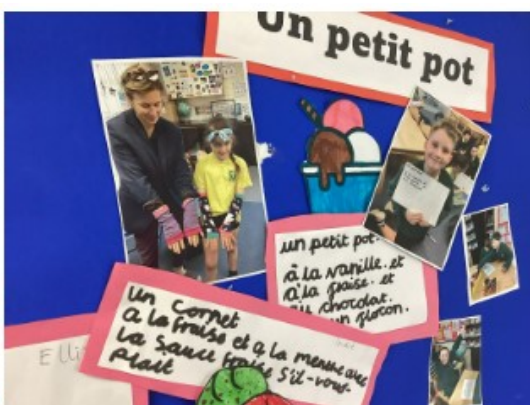 Un petit pot
un petit pot.
à la vanille. et
à la fraise. et
au chocolat.
un flocon.
un cornet
a la fraise et a la menthe avec
la sauce fraise s'il-vous-
plait
Elli